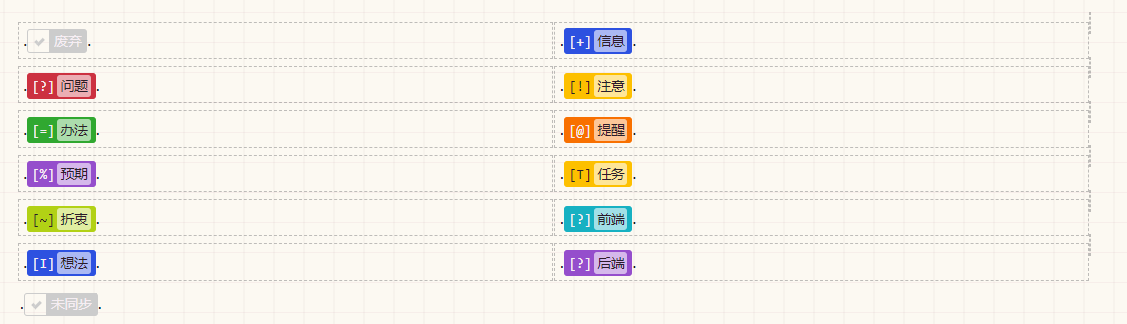 .✓ 废弃.
.[+] 信息.
.[?] 问题.
.[!] 注意.
.[=] 办法.
.[@] 提醒.
.[%] 预期.
.[T] 任务.
.[~] 折衷.
.[?] 前端.
.[I] 想法.
.[?] 后端.
.✓ 未同步.